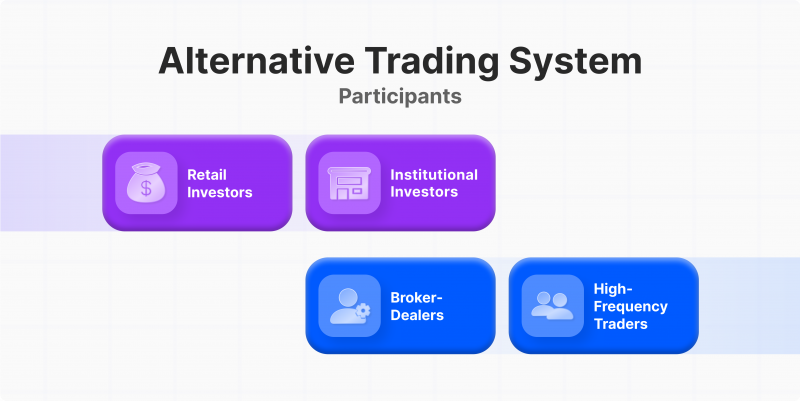 Alternative Trading System
Participants
Retail
Investors
Institutional
Investors
Broker-
Dealers
High-
Frequency
Traders
$